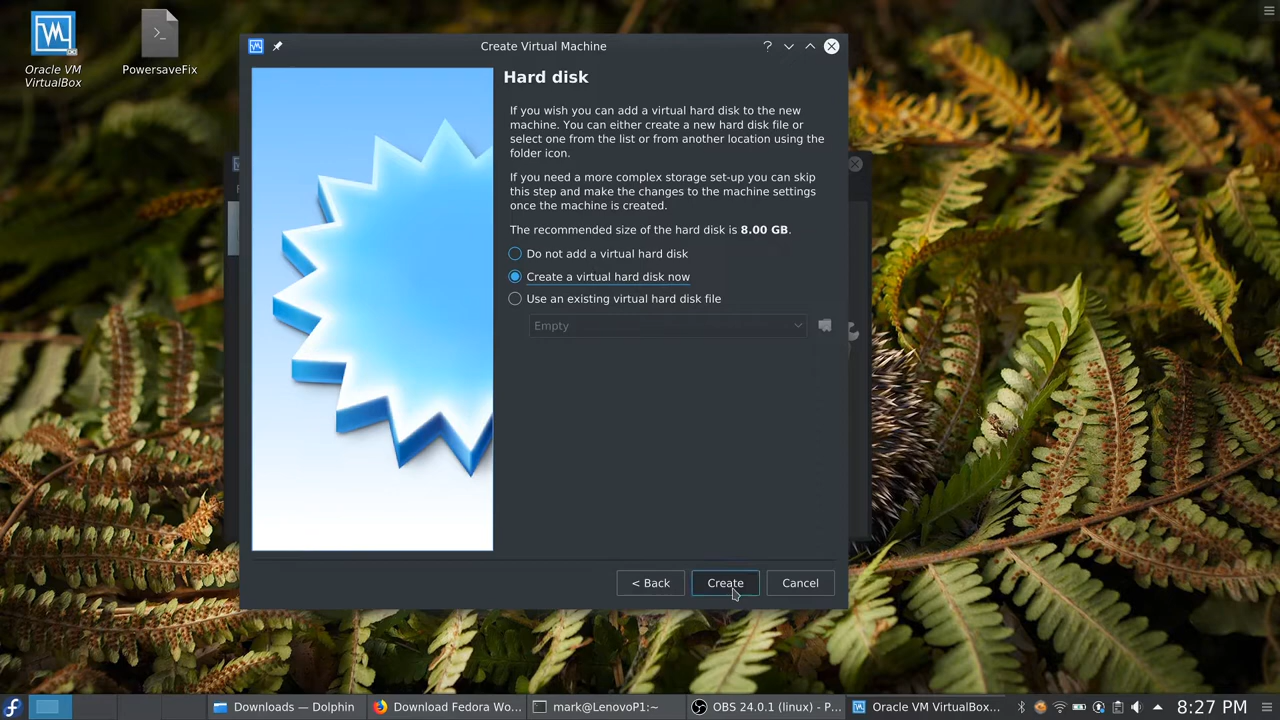 Oracle VM
VirtualBox
PowersaveFix
Create Virtual Machine
Hard disk
If you wish you can add a virtual hard disk to the new
machine. You can either create a new hard disk file or
select one from the list or from another location using the
folder icon.
If you need a more complex storage set-up you can skip
this step and make the changes to the machine settings
once the machine is created.
The recommended size of the hard disk is 8.00 GB.
Do not add a virtual hard disk
Create a virtual hard disk now
Use an existing virtual hard disk file
Empty
< Back
Create
Cancel
Downloads — Dolphin
Download Fedora Wo...
mark@LenovoP1:~
OBS 24.0.1 (linux) - P...
Oracle VM VirtualBox...
8:27 PM